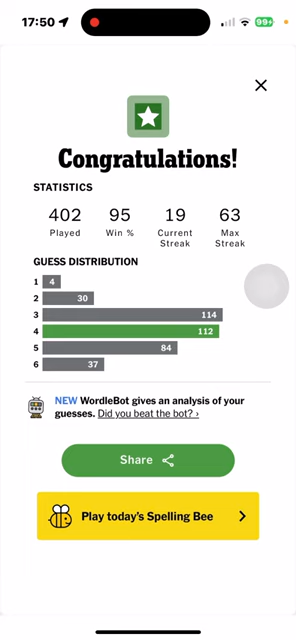 17:50
99+
Congratulations!
STATISTICS
402 95 19 63
Played Win % Current Streak Max Streak
GUESS DISTRIBUTION
1 4
2 30
3 114
4 112
5 84
6 37
NEW WordleBot gives an analysis of your
guesses. Did you beat the bot? ›
Share
Play today's Spelling Bee